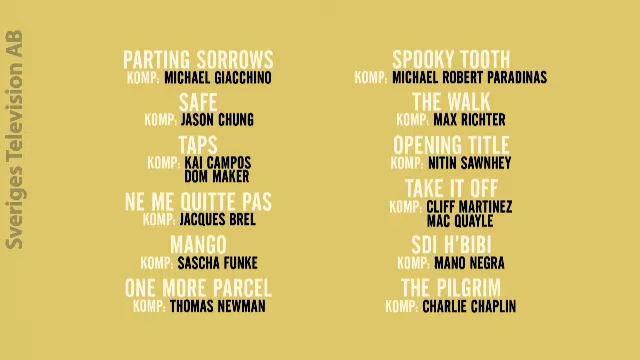 Sveriges Television AB
PARTING SORROWS
KOMP: MICHAEL GIACCHINO
SAFE
KOMP: JASON CHUNG
TAPS
KOMP: KAI CAMPOS
DOM MAKER
NE ME QUITTE PAS
KOMP: JACQUES BREL
MANGO
KOMP: SASCHA FUNKE
ONE MORE PARCEL
KOMP: THOMAS NEWMAN
SPOOKY TOOTH
KOMP: MICHAEL ROBERT PARADINAS
THE WALK
KOMP: MAX RICHTER
OPENING TITLE
KOMP: NITIN SAWNHEY
TAKE IT OFF
KOMP: CLIFF MARTINEZ
MAC QUAYLE
SDI H'BIBI
KOMP: MANO NEGRA
THE PILGRIM
KOMP: CHARLIE CHAPLIN